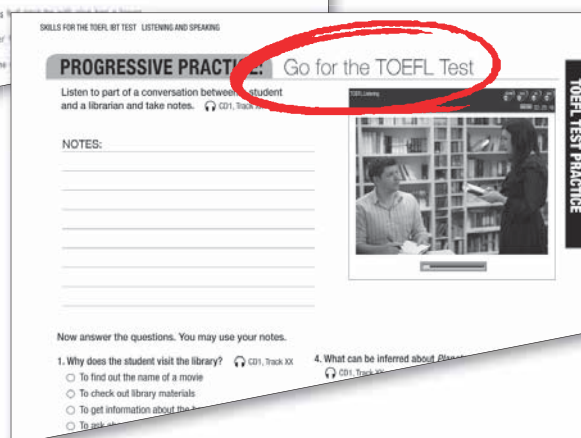 SKILLS FOR THE TOEFL IBT TEST LISTENING AND SPEAKING
PROGRESSIVE PRACTICE: Go for the TOEFL Test
Listen to part of a conversation between student
and a librarian and take notes. CD1, Track
NOTES:
TOEFL Listening
TOEFL TEST PRACTICE
Now answer the questions. You may use your notes.
1. Why does the student visit the library? CD1, Track XX
To find out the name of a movie
To check out library materials
To get information about the
To ask
4. What can be inferred about
CD1, Track XX